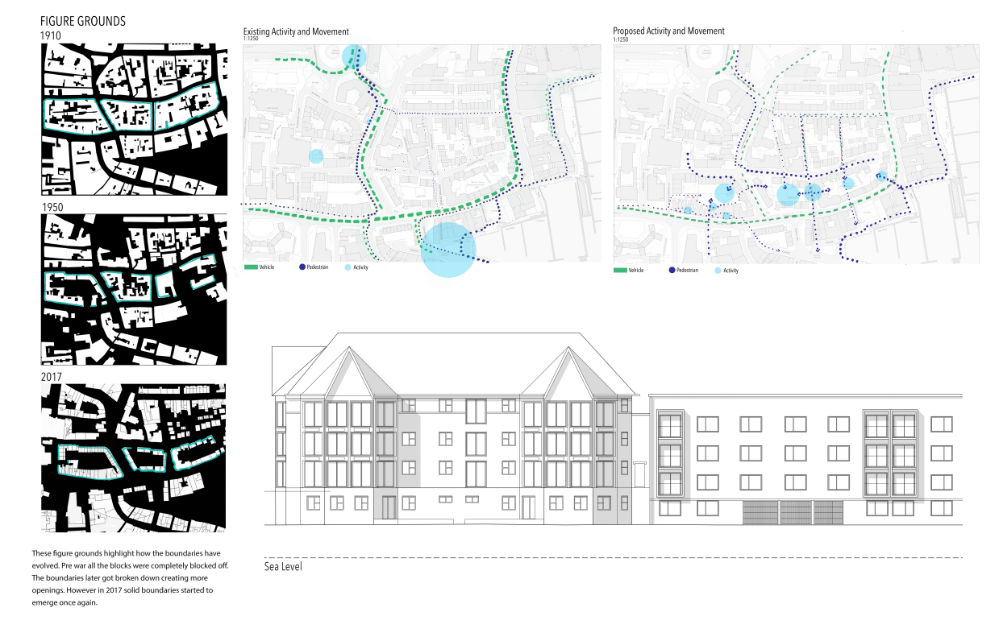 FIGURE GROUNDS
1910
1950
2017
These figure grounds highlight how the boundaries have
evolved. Pre war all the blocks were completely blocked off.
The boundaries later got broken down creating more
openings. However in 2017 solid boundaries started to
emerge once again.
Existing Activity and Movement
1:1250
Vehicle
Pedestrian
Activity
Proposed Activity and Movement
1:1250
Vehicle
Pedestrian
Activity
Sea Level